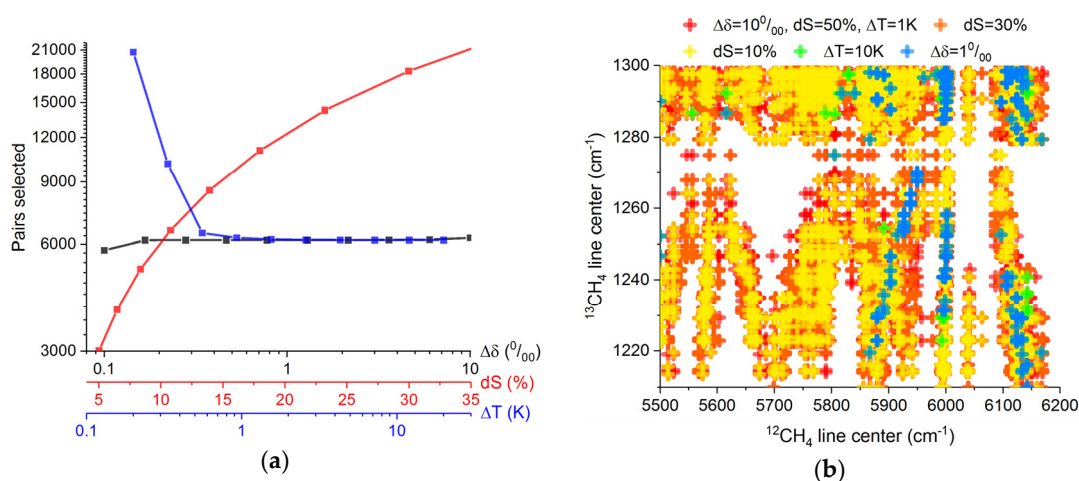 Δδ=10⁰/₀₀, dS=50%, ΔT=1K dS=30%
dS=10% ΔT=10K Δδ=1⁰/₀₀
Pairs selected
21000
18000
15000
12000
9000
6000
3000
0.1 1 10
Δδ (⁰/₀₀)
5 10 15 20 25 30 35
dS (%)
0.1 1 10
ΔT (K)
(a)
¹³CH₄ line center (cm⁻¹)
1300
1280
1260
1240
1220
5500 5600 5700 5800 5900 6000 6100 6200
¹²CH₄ line center (cm⁻¹)
(b)